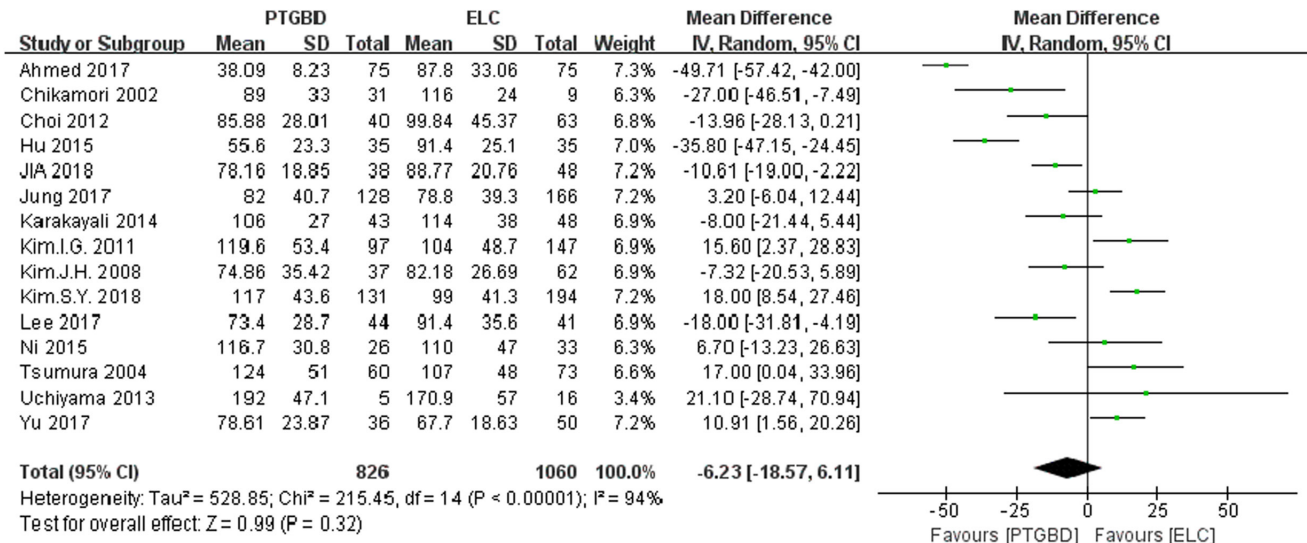 PTGBD ELC Mean Difference Mean Difference
Study or Subgroup Mean SD Total Mean SD Total Weight IV, Random, 95% CI IV, Random, 95% CI
Ahmed 2017 38.09 8.23 75 87.8 33.06 75 7.3% -49.71 [-57.42, -42.00]
Chikamori 2002 89 33 31 116 24 9 6.3% -27.00 [-46.51, -7.49]
Choi 2012 85.88 28.01 40 99.84 45.37 63 6.8% -13.96 [-28.13, 0.21]
Hu 2015 55.6 23.3 35 91.4 25.1 35 7.0% -35.80 [-47.15, -24.45]
JIA 2018 78.16 18.85 38 88.77 20.76 48 7.2% -10.61 [-19.00, -2.22]
Jung 2017 82 40.7 128 78.8 39.3 166 7.2% 3.20 [-6.04, 12.44]
Karakayali 2014 106 27 43 114 38 48 6.9% -8.00 [-21.44, 5.44]
Kim.I.G. 2011 119.6 53.4 97 104 48.7 147 6.9% 15.60 [2.37, 28.83]
Kim.J.H. 2008 74.86 35.42 37 82.18 26.69 62 6.9% -7.32 [-20.53, 5.89]
Kim.S.Y. 2018 117 43.6 131 99 41.3 194 7.2% 18.00 [8.54, 27.46]
Lee 2017 73.4 28.7 44 91.4 35.6 41 6.9% -18.00 [-31.81, -4.19]
Ni 2015 116.7 30.8 26 110 47 33 6.3% 6.70 [-13.23, 26.63]
Tsumura 2004 124 51 60 107 48 73 6.6% 17.00 [0.04, 33.96]
Uchiyama 2013 192 47.1 5 170.9 57 16 3.4% 21.10 [-28.74, 70.94]
Yu 2017 78.61 23.87 36 67.7 18.63 50 7.2% 10.91 [1.56, 20.26]
Total (95% CI) 826 1060 100.0% -6.23 [-18.57, 6.11]
Heterogeneity: Tau² = 528.85; Chi² = 215.45, df = 14 (P < 0.00001); I² = 94%
Test for overall effect: Z = 0.99 (P = 0.32)
-50 -25 0 25 50
Favours [PTGBD] Favours [ELC]